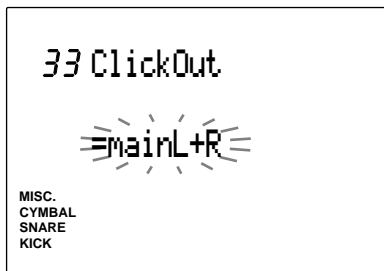 33 ClickOut
=mainL+R
MISC.
CYMBAL
SNARE
KICK